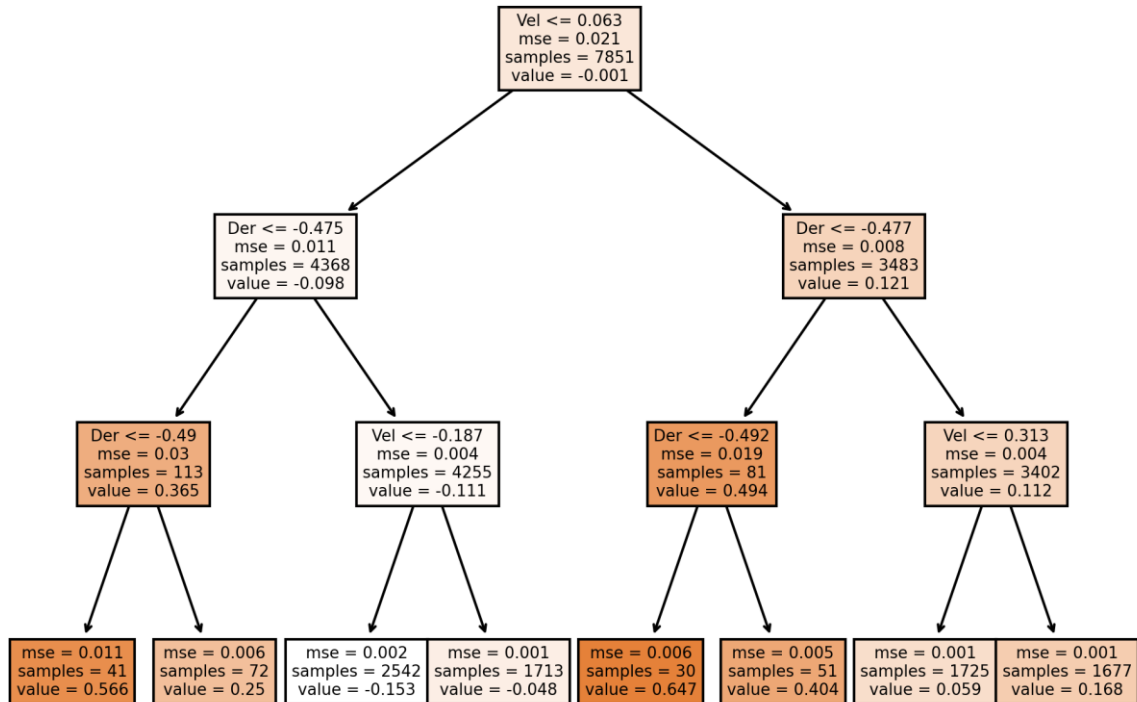 Vel <= 0.063
mse = 0.021
samples = 7851
value = -0.001
Der <= -0.475
mse = 0.011
samples = 4368
value = -0.098
Der <= -0.477
mse = 0.008
samples = 3483
value = 0.121
Der <= -0.49
mse = 0.03
samples = 113
value = 0.365
Vel <= -0.187
mse = 0.004
samples = 4255
value = -0.111
Der <= -0.492
mse = 0.019
samples = 81
value = 0.494
Vel <= 0.313
mse = 0.004
samples = 3402
value = 0.112
mse = 0.011
samples = 41
value = 0.566
mse = 0.006
samples = 72
value = 0.25
mse = 0.002
samples = 2542
value = -0.153
mse = 0.001
samples = 1713
value = -0.048
mse = 0.006
samples = 30
value = 0.647
mse = 0.005
samples = 51
value = 0.404
mse = 0.001
samples = 1725
value = 0.059
mse = 0.001
samples = 1677
value = 0.168